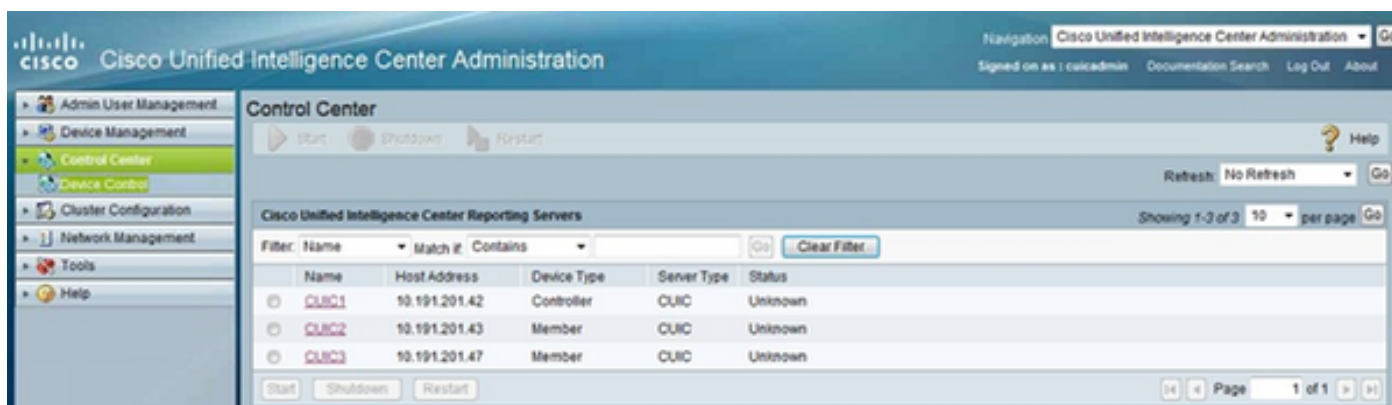 Navigation Cisco Unified Intelligence Center Administration
CISCO Cisco Unified Intelligence Center Administration
Signed on as : cuicadmin Documentation Search Log Out About
Admin User Management
Device Management
Control Center
Device Control
Cluster Configuration
Network Management
Tools
Help
Control Center
Start Shutdown Restart Help
Refresh: No Refresh Go
Cisco Unified Intelligence Center Reporting Servers Showing 1-3 of 3 10 per page Go
Filter: Name Match if: Contains Go Clear Filter
Name Host Address Device Type Server Type Status
CUIC1 10.191.201.42 Controller CUIC Unknown
CUIC2 10.191.201.43 Member CUIC Unknown
CUIC3 10.191.201.47 Member CUIC Unknown
Start Shutdown Restart Page 1 of 1